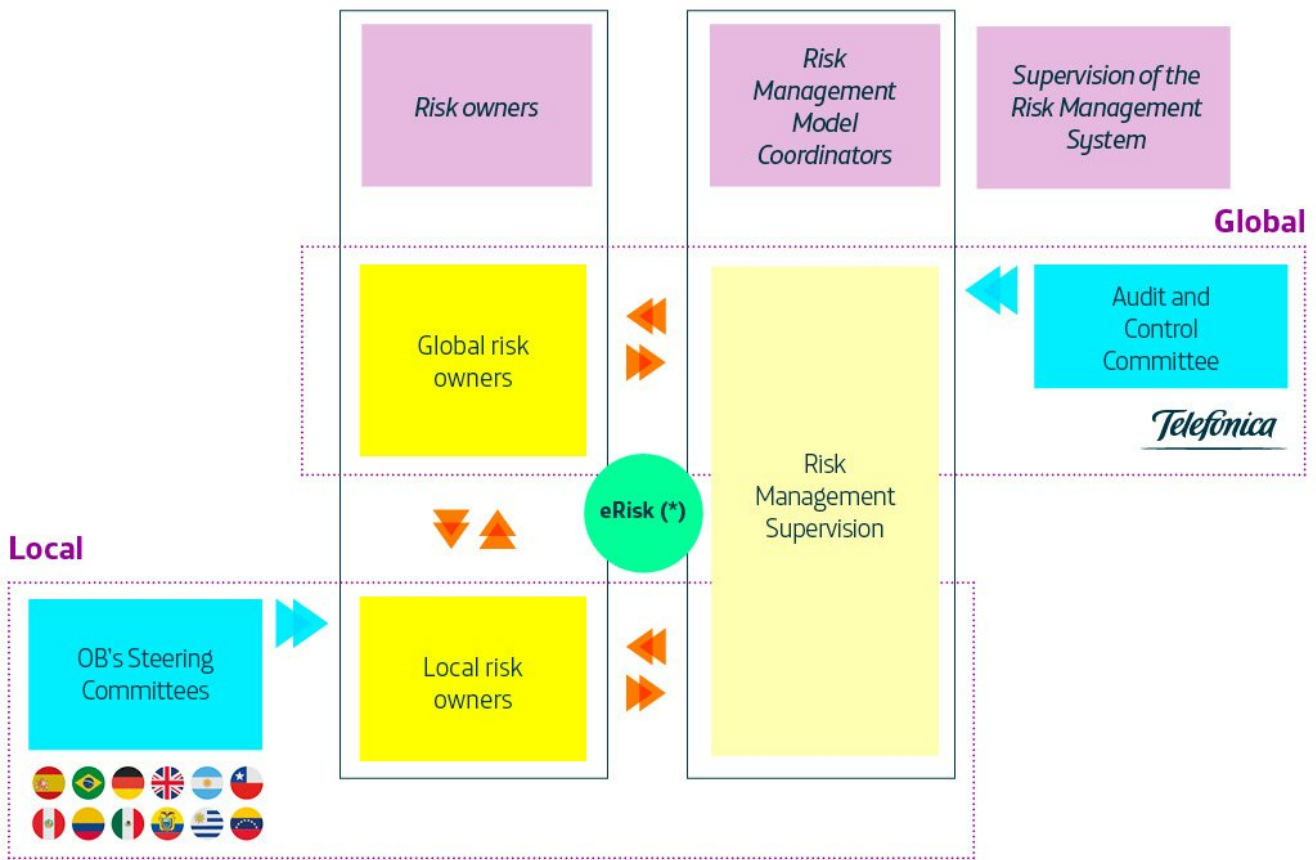 Risk owners
Risk
Management
Model
Coordinators
Supervision of the
Risk Management
System
Global
Global risk
owners
Audit and
Control
Committee
Telefónica
Risk
Management
Supervision
eRisk (*)
Local
OB's Steering
Committees
Local risk
owners